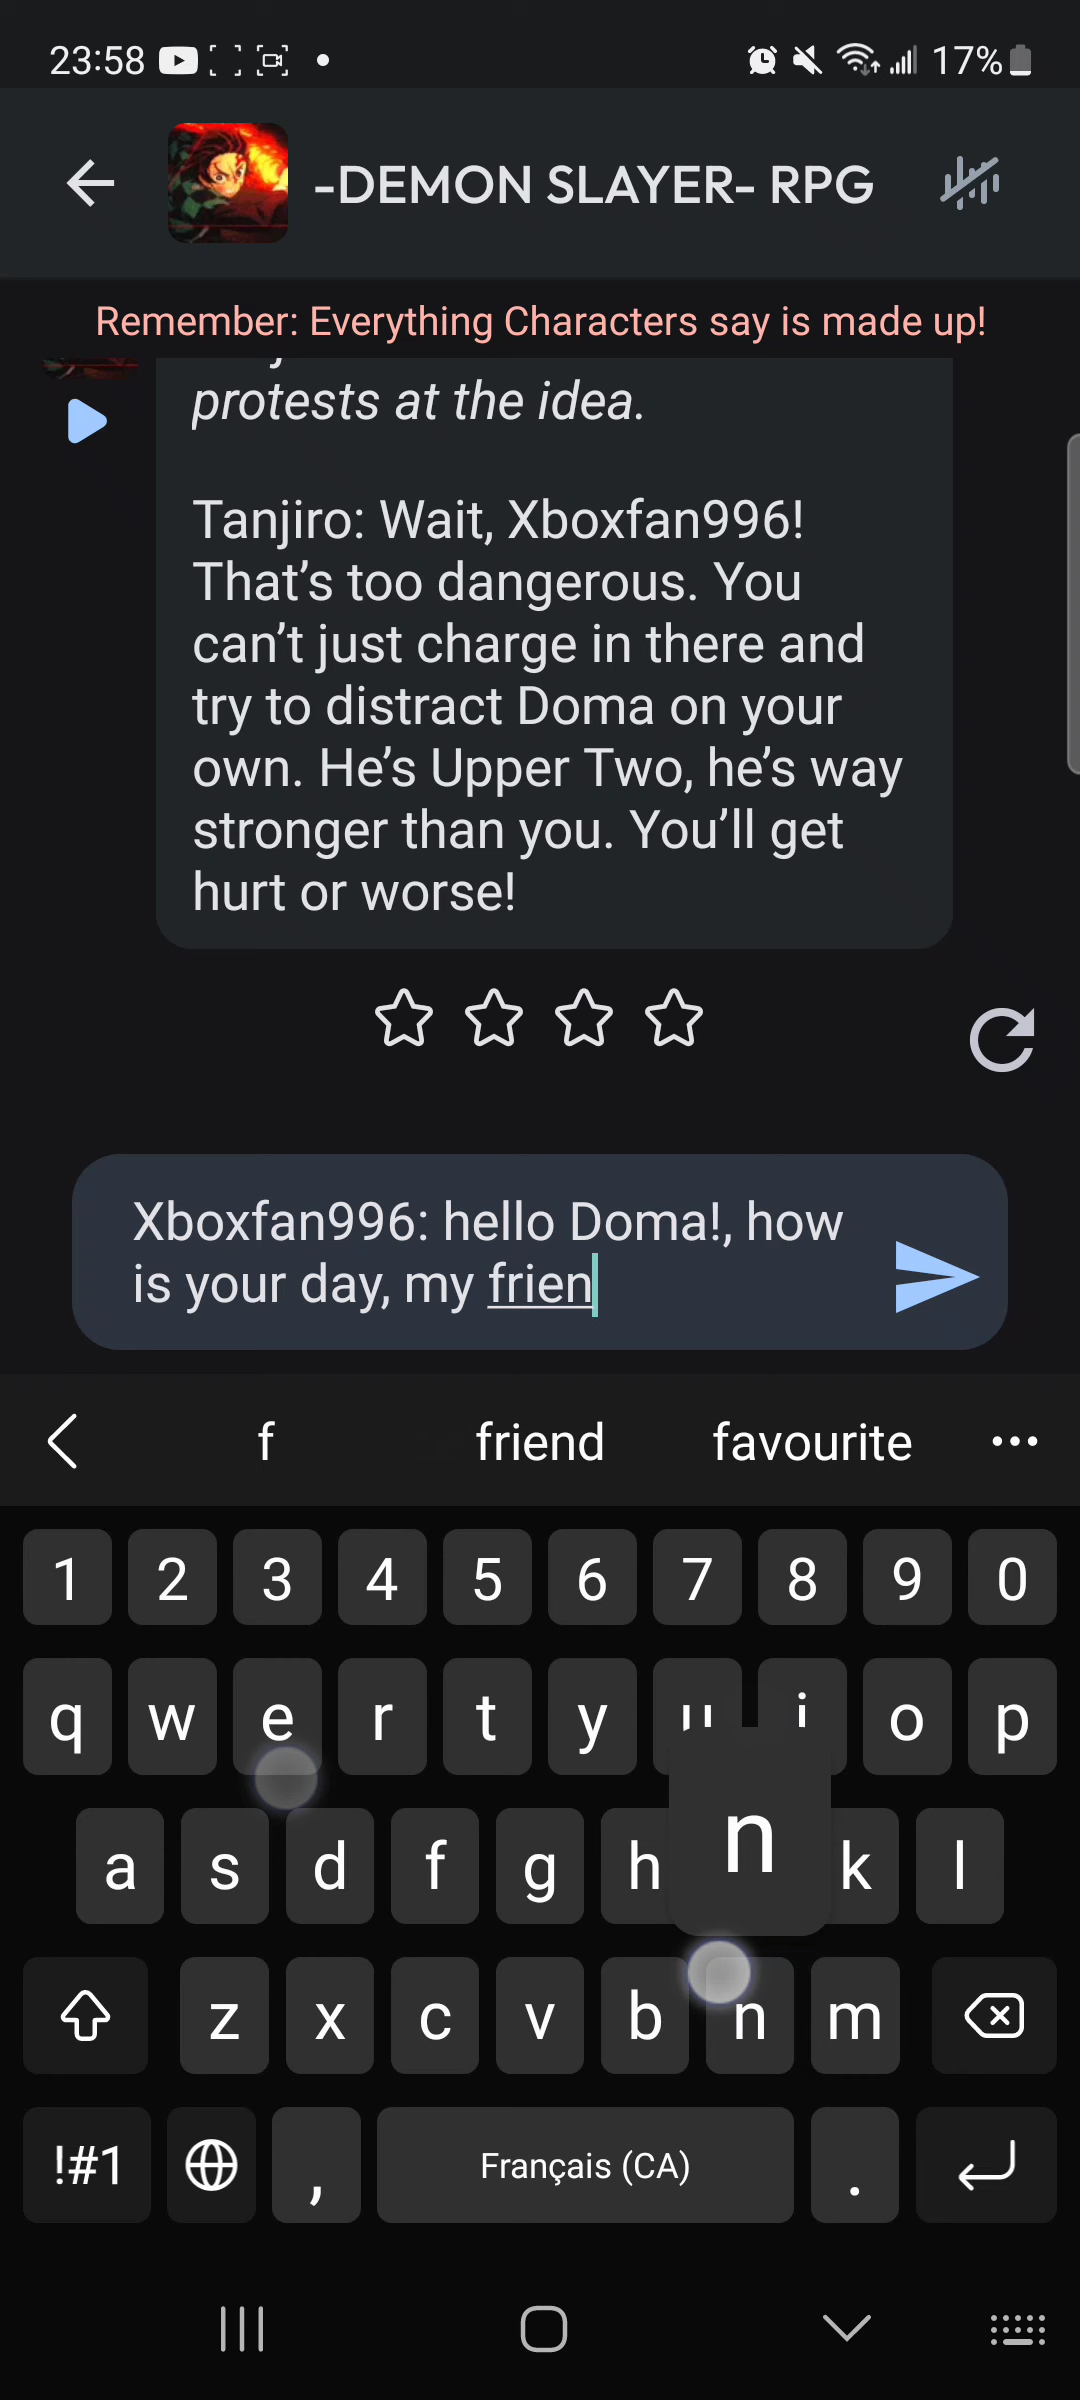 23:58
17%
-DEMON SLAYER- RPG
Remember: Everything Characters say is made up!
protests at the idea.
Tanjiro: Wait, Xboxfan996!
That’s too dangerous. You
can’t just charge in there and
try to distract Doma on your
own. He’s Upper Two, he’s way
stronger than you. You’ll get
hurt or worse!
Xboxfan996: hello Doma!, how
is your day, my frien
f friend favourite ...
1 2 3 4 5 6 7 8 9 0
q w e r t y u i o p
a s d f g h k l
n
z x c v b n m
!#1 , Français (CA) .